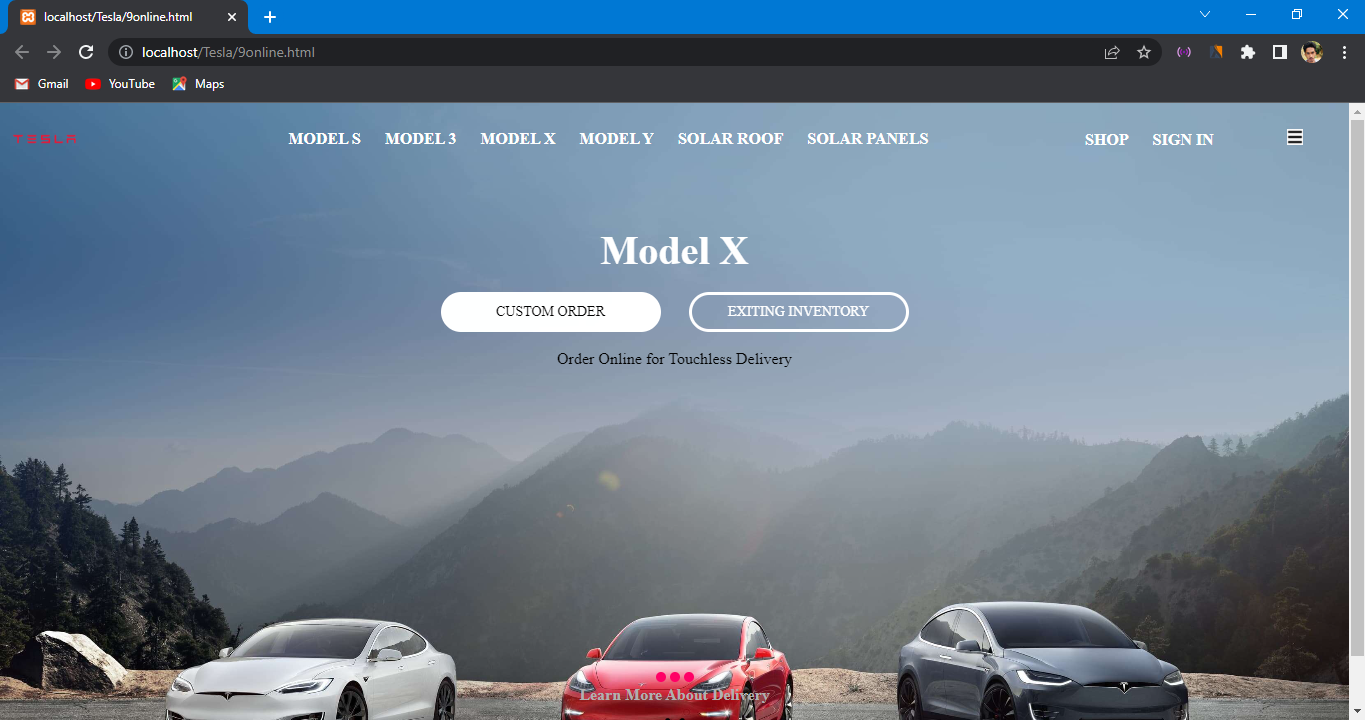 localhost/Tesla/9online.html
localhost/Tesla/9online.html
Gmail YouTube Maps
TESLA MODEL S MODEL 3 MODEL X MODEL Y SOLAR ROOF SOLAR PANELS SHOP SIGN IN
Model X
CUSTOM ORDER EXITING INVENTORY
Order Online for Touchless Delivery
Learn More About Delivery